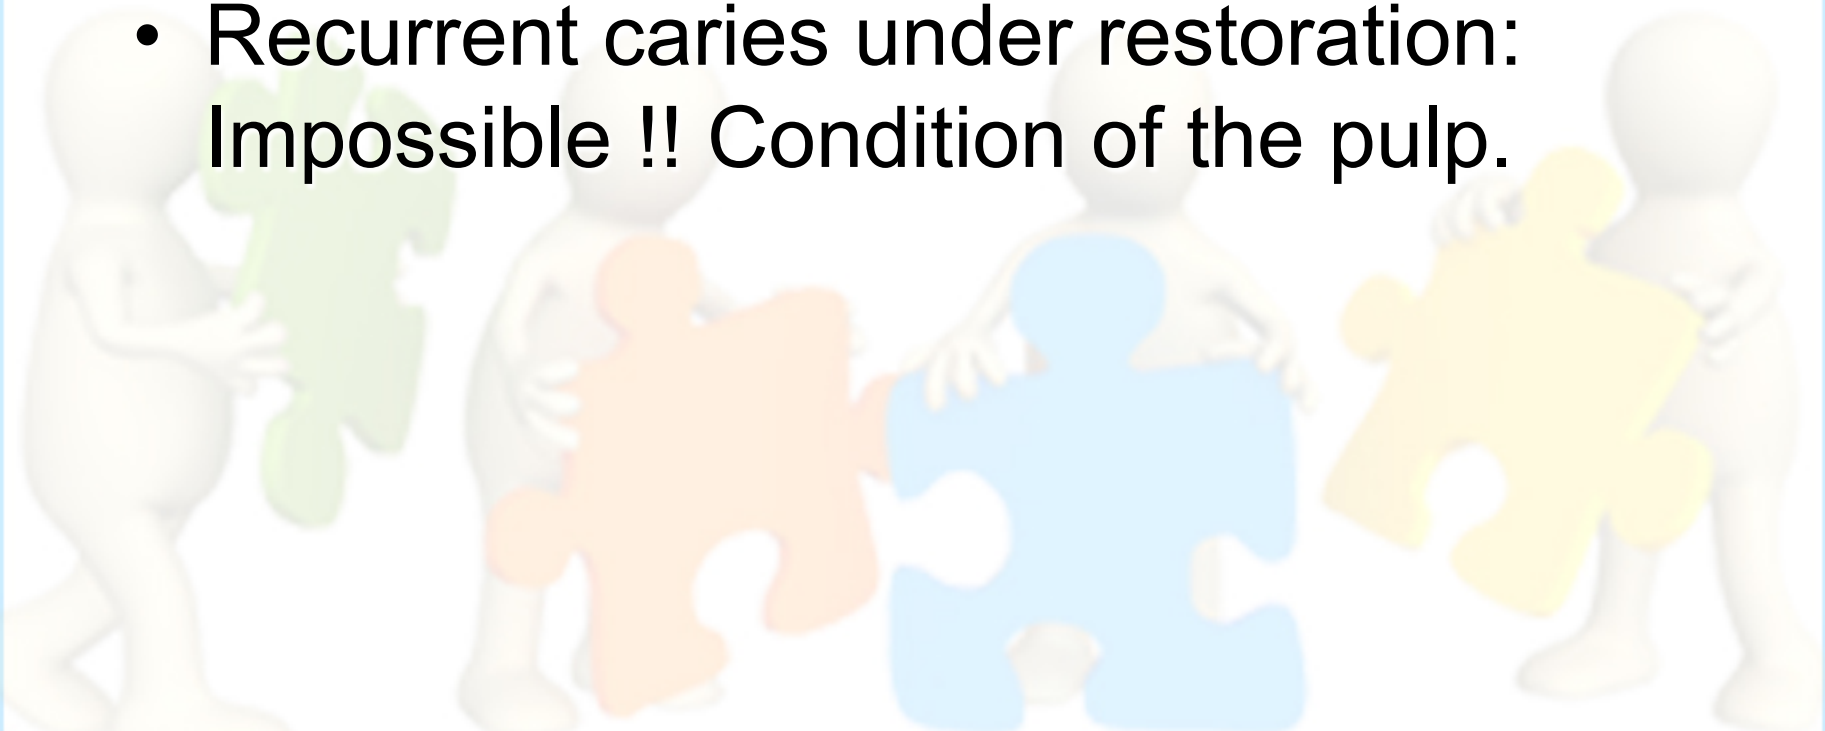 • Recurrent caries under restoration:
Impossible !! Condition of the pulp.